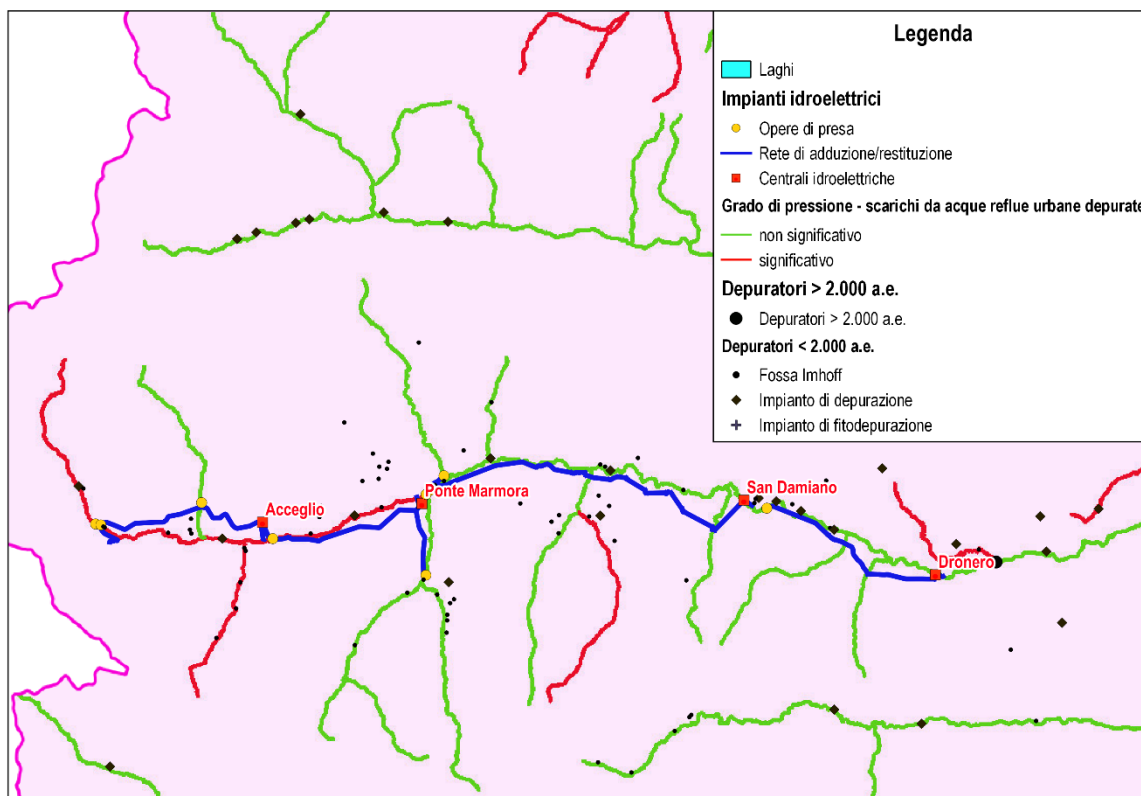 Legenda
Laghi
Impianti idroelettrici
Opere di presa
Rete di adduzione/restituzione
Centrali idroelettriche
Grado di pressione - scarichi da acque reflue urbane depurate
non significativo
significativo
Depuratori > 2.000 a.e.
Depuratori > 2.000 a.e.
Depuratori < 2.000 a.e.
Fossa Imhoff
Impianto di depurazione
Impianto di fitodepurazione
Ponte Marmora
San Damiano
Acceglio
Dronero